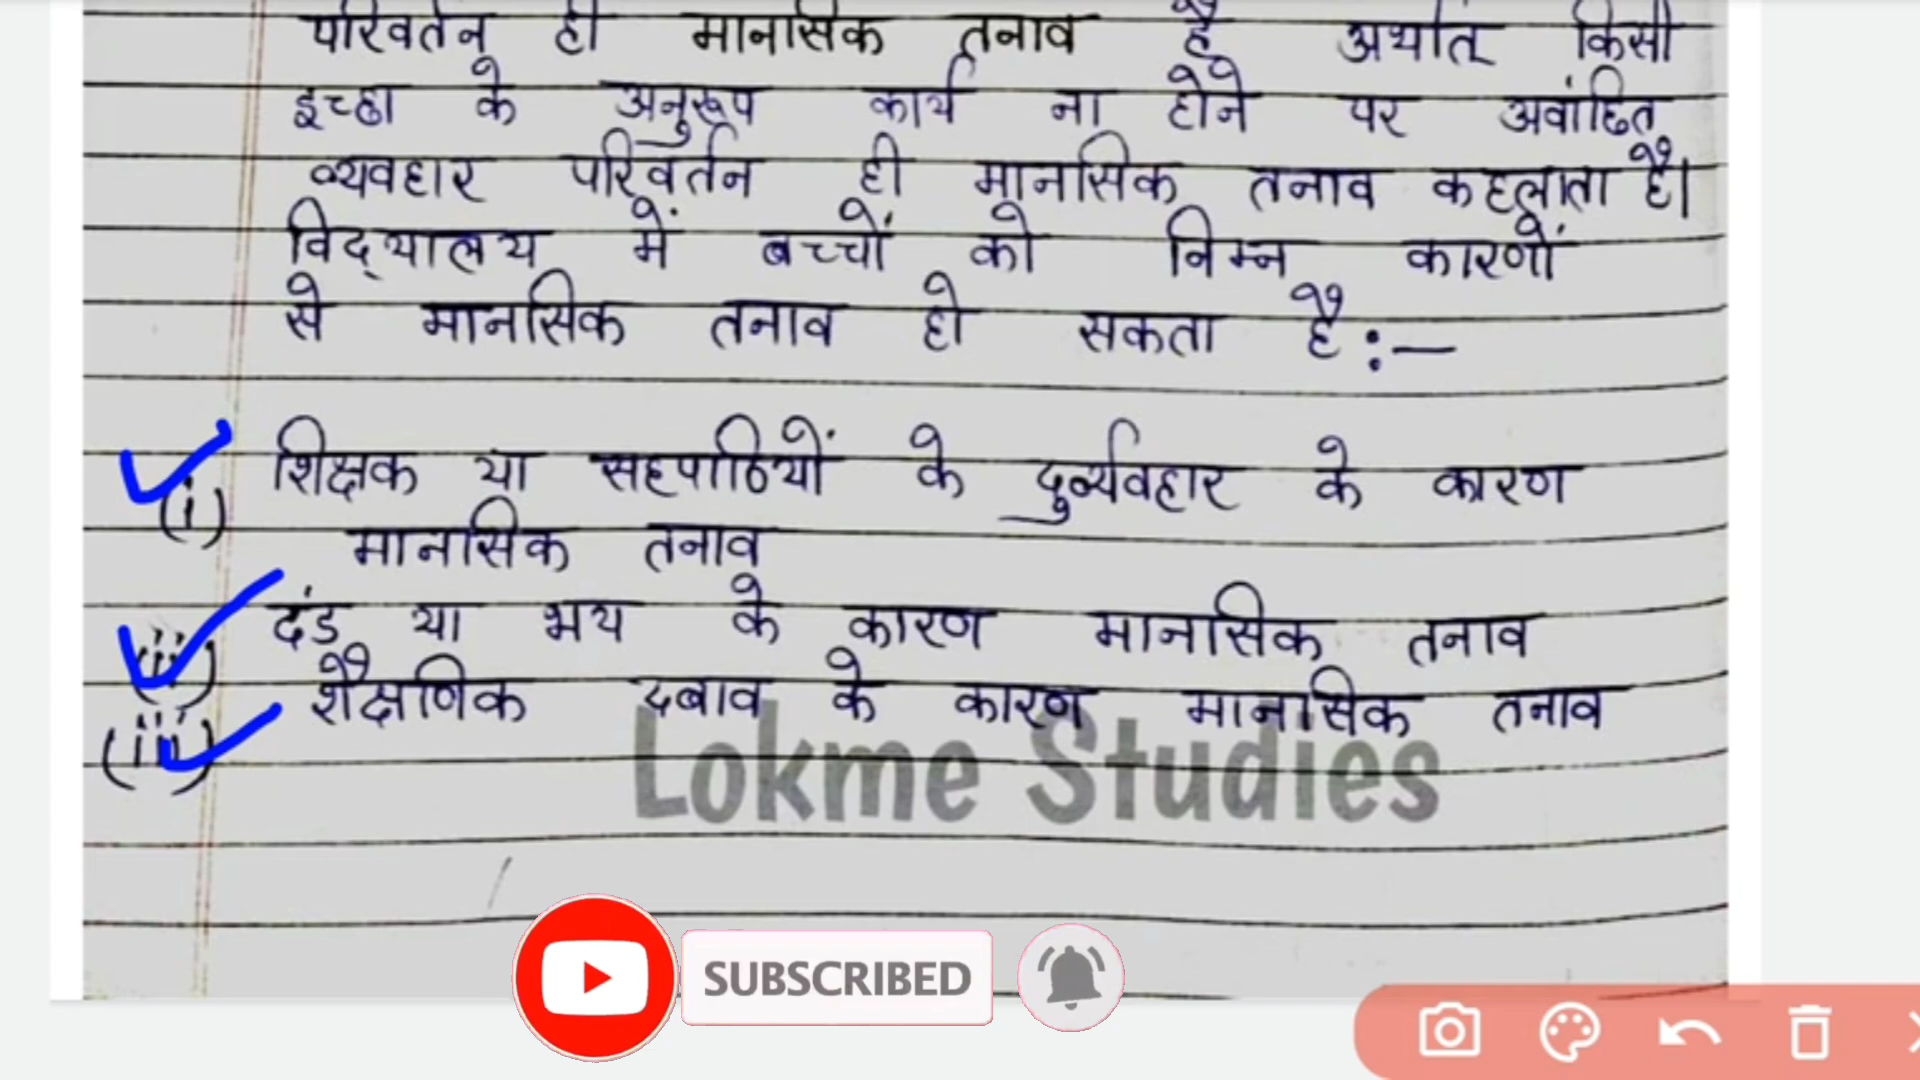 परिवर्तन ही मानसिक तनाव है अर्थात किसी
इच्छा के अनुरूप कार्य ना होने पर अवांछित
व्यवहार परिवर्तन ही मानसिक तनाव कहलाता है।
विद्यालय में बच्चों को निम्न कारणों
से मानसिक तनाव हो सकता है:—
(i) शिक्षक या सहपाठियों के दुर्व्यवहार के कारण
मानसिक तनाव
(ii) दंड या भय के कारण मानसिक तनाव
(iii) शैक्षणिक दबाव के कारण मानसिक तनाव
Lokme Studies
SUBSCRIBED